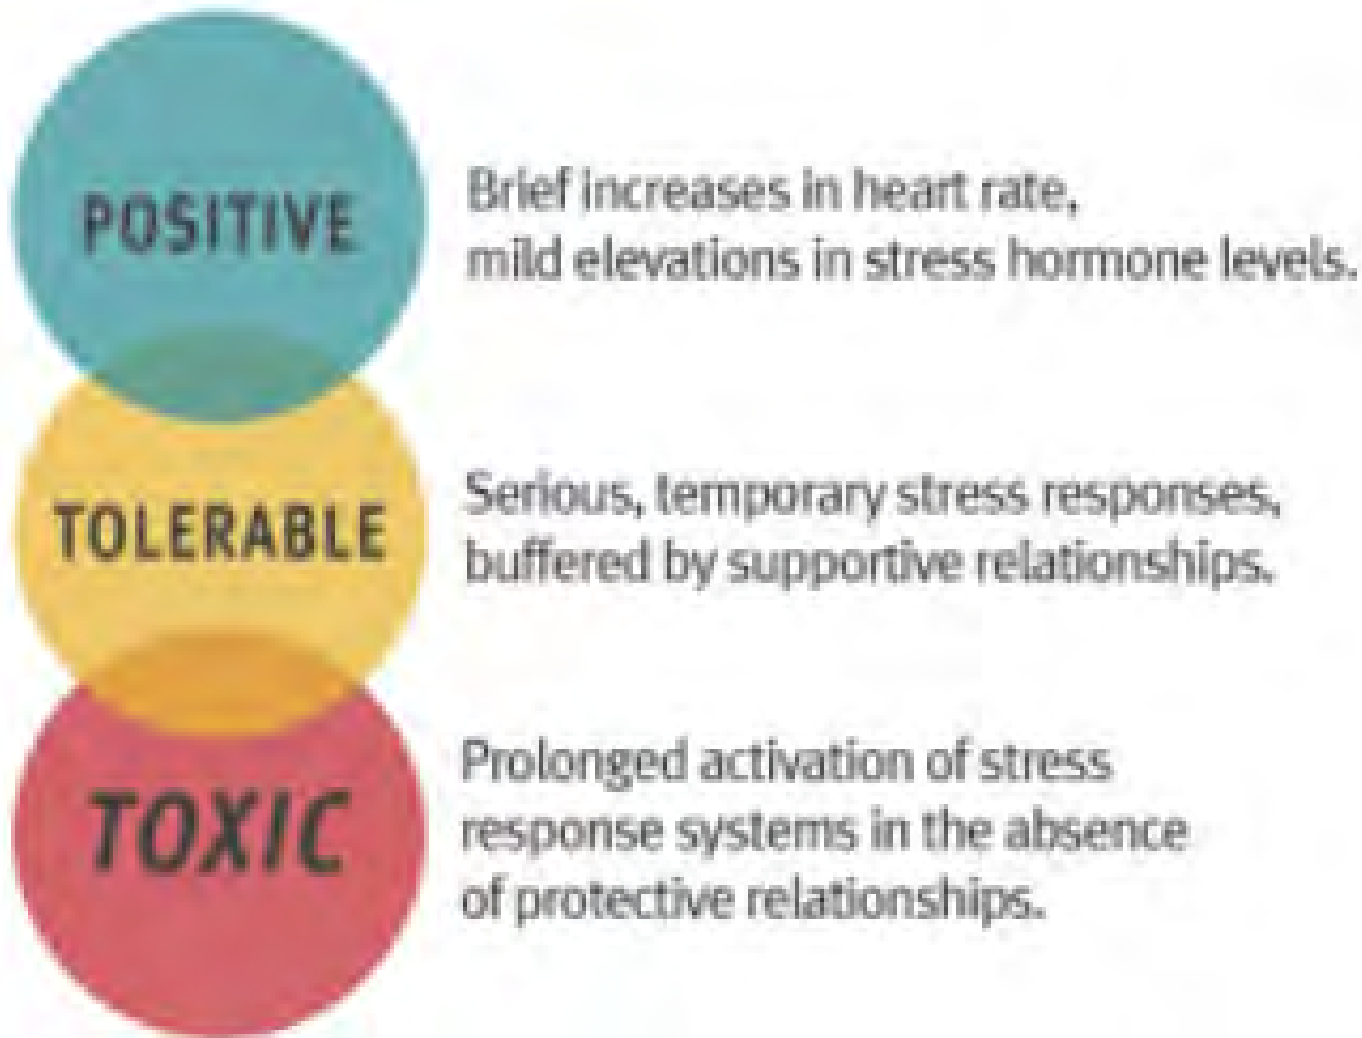 POSITIVE
Brief increases in heart rate,
mild elevations in stress hormone levels.
TOLERABLE
Serious, temporary stress responses,
buffered by supportive relationships.
TOXIC
Prolonged activation of stress
response systems in the absence
of protective relationships.